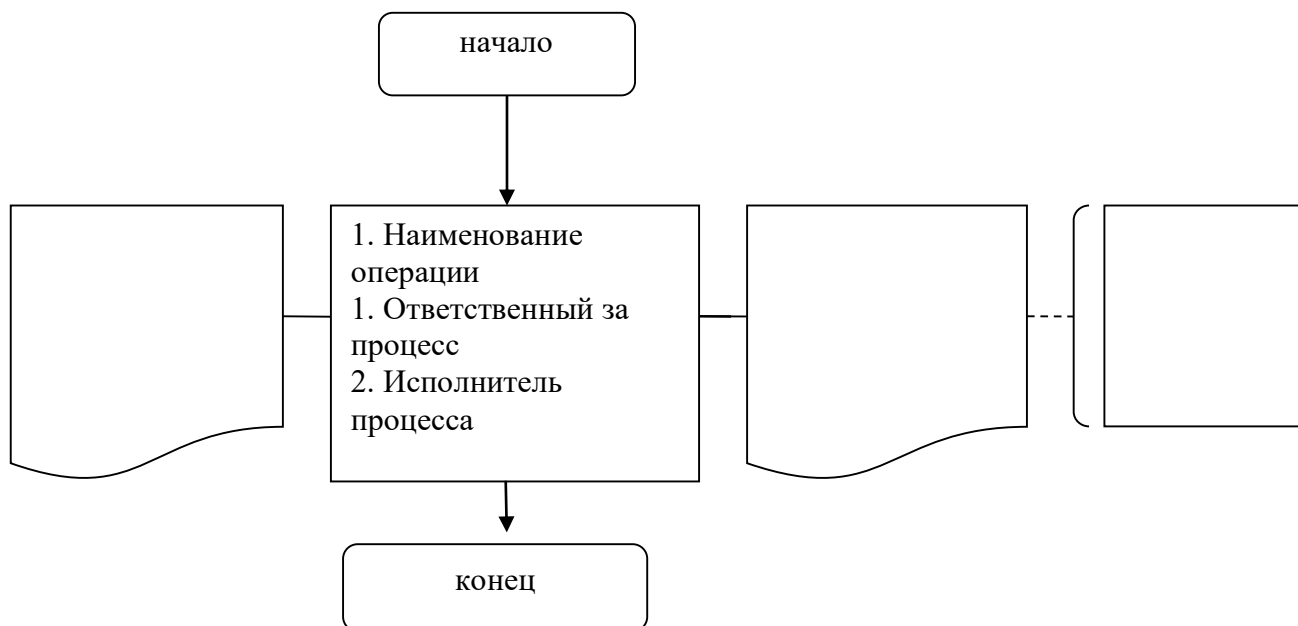 начало
1. Наименование
операции
1. Ответственный за
процесс
2. Исполнитель
процесса
конец